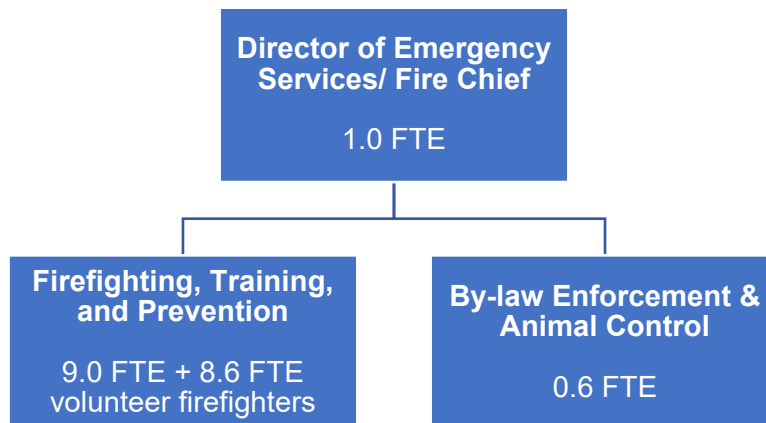 Director of Emergency
Services/ Fire Chief
1.0 FTE
Firefighting, Training,
and Prevention
9.0 FTE + 8.6 FTE
volunteer firefighters
By-law Enforcement &
Animal Control
0.6 FTE